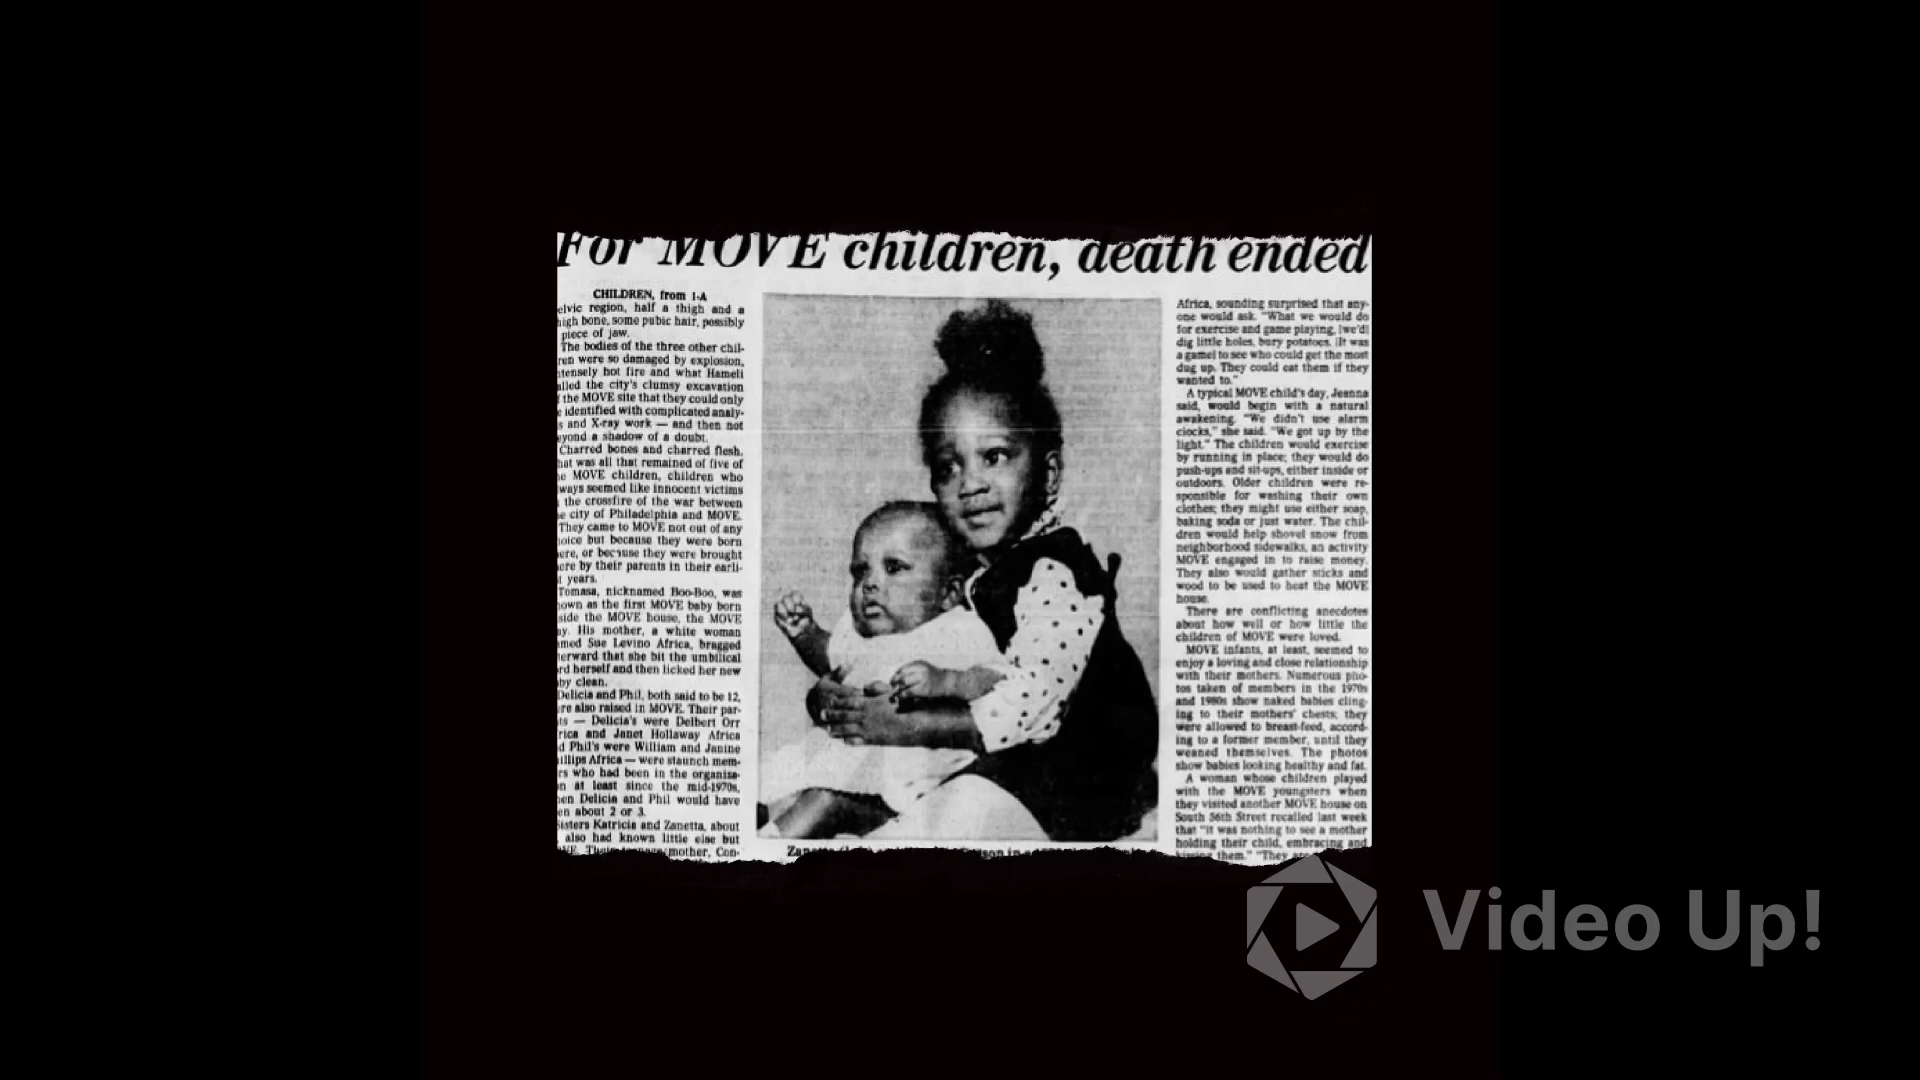 For MOVE children, death ended
CHILDREN, from 1-A
elvic region, half a thigh and a
high bone, some pubic hair, possibly
piece of jaw.
The bodies of the three other chil-
ren were so damaged by explosion,
tensely hot fire and what Hameli
alled the city's clumsy excavation
the MOVE site that they could only
e identified with complicated analy-
s and X-ray work — and then not
eyond a shadow of a doubt.
Charred bones and charred flesh.
hat was all that remained of five of
e MOVE children, children who
ways seemed like innocent victims
the crossfire of the war between
e city of Philadelphia and MOVE.
They came to MOVE not out of any
hoice but because they were born
ere, or because they were brought
ere by their parents in their earli-
t years.
Tomasa, nicknamed Boo-Boo, was
own as the first MOVE baby born
side the MOVE house, the MOVE
ay. His mother, a white woman
med Sue Levino Africa, bragged
terward that she bit the umbilical
rd herself and then licked her new
by clean.
Delicia and Phil, both said to be 12,
re also raised in MOVE. Their par-
ts — Delicia's were Delbert Orr
rica and Janet Hollaway Africa
d Phil's were William and Janine
illips Africa — were staunch mem-
rs who had been in the organiza-
n at least since the mid-1970s,
en Delicia and Phil would have
en about 2 or 3.
Sisters Katricia and Zanetta, about
also had known little else but
mother, Con-
Africa, sounding surprised that any-
one would ask. "What we would do
for exercise and game playing, [we'd]
dig little holes, bury potatoes. [It was
a game] to see who could get the most
dug up. They could eat them if they
wanted to."
A typical MOVE child's day, Jeanna
said, would begin with a natural
awakening. "We didn't use alarm
clocks," she said. "We got up by the
light." The children would exercise
by running in place; they would do
push-ups and sit-ups, either inside or
outdoors. Older children were re-
sponsible for washing their own
clothes; they might use either soap,
baking soda or just water. The chil-
dren would help shovel snow from
neighborhood sidewalks, an activity
MOVE engaged in to raise money.
They also would gather sticks and
wood to be used to heat the MOVE
house.
There are conflicting anecdotes
about how well or how little the
children of MOVE were loved.
MOVE infants, at least, seemed to
enjoy a loving and close relationship
with their mothers. Numerous pho-
tos taken of members in the 1970s
and 1980s show naked babies cling-
ing to their mothers' chests; they
were allowed to breast-feed, accord-
ing to a former member, until they
weaned themselves. The photos
show babies looking healthy and fat.
A woman whose children played
with the MOVE youngsters when
they visited another MOVE house on
South 56th Street recalled last week
that "it was nothing to see a mother
holding their child, embracing and
kissing them." "They
Video Up!